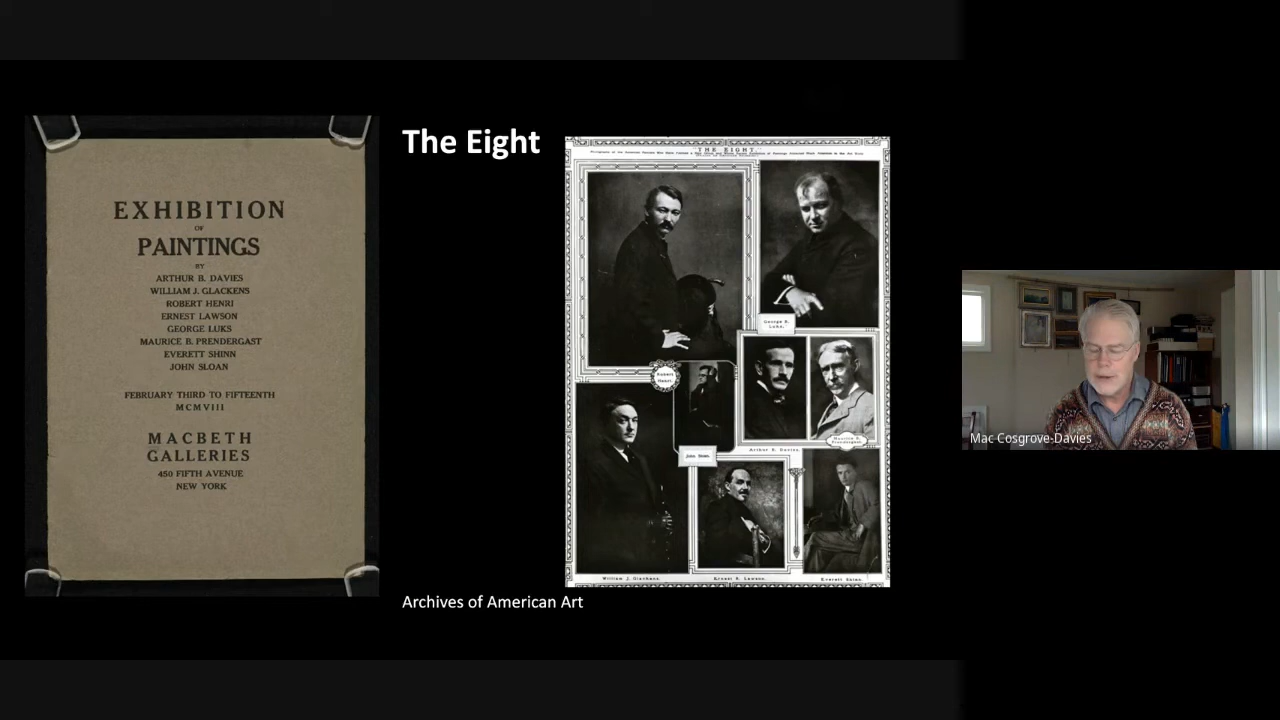 The Eight
EXHIBITION
OF
PAINTINGS
BY
ARTHUR B. DAVIES
WILLIAM J. GLACKENS
ROBERT HENRI
ERNEST LAWSON
GEORGE LUKS
MAURICE B. PRENDERGAST
EVERETT SHINN
JOHN SLOAN
FEBRUARY THIRD TO FIFTEENTH
MCMVIII
MACBETH
GALLERIES
450 FIFTH AVENUE
NEW YORK
"THE EIGHT"
George B.
Luks.
Robert
Henri.
Maurice B.
Prendergast.
Arthur B. Davies.
John Sloan.
William J. Glackens.
Ernest S. Lawson.
Everett Shinn.
Archives of American Art
Mac Cosgrove-Davies